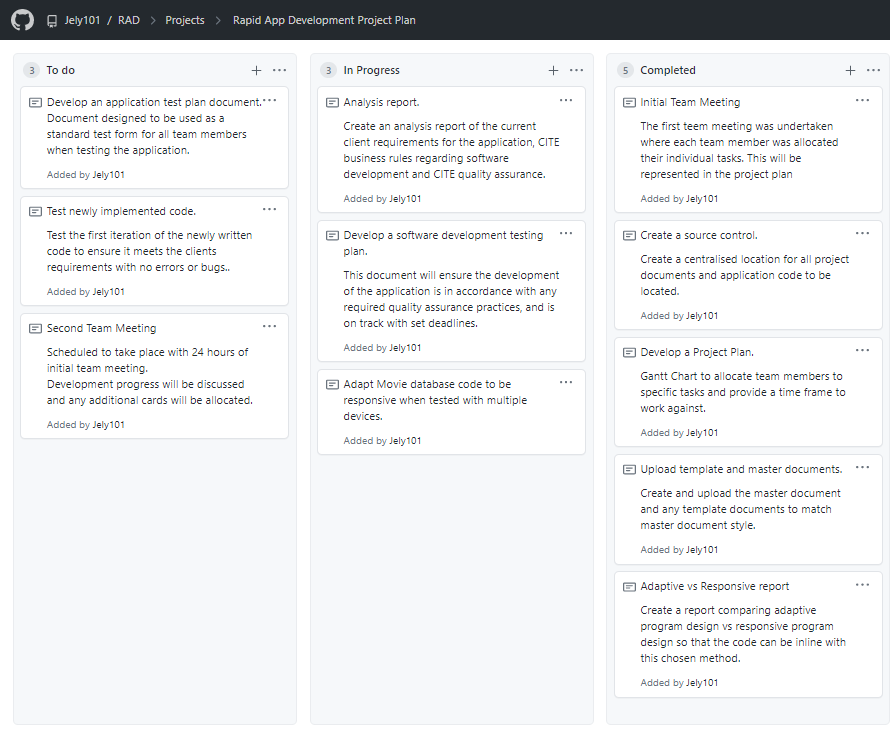 Jely101 / RAD > Projects > Rapid App Development Project Plan
3 To do
Develop an application test plan document.
Document designed to be used as a
standard test form for all team members
when testing the application.
Added by Jely101
Test newly implemented code.
Test the first iteration of the newly written
code to ensure it meets the clients
requirements with no errors or bugs..
Added by Jely101
Second Team Meeting
Scheduled to take place with 24 hours of
initial team meeting.
Development progress will be discussed
and any additional cards will be allocated.
Added by Jely101
3 In Progress
Analysis report.
Create an analysis report of the current
client requirements for the application, CITE
business rules regarding software
development and CITE quality assurance.
Added by Jely101
Develop a software development testing
plan.
This document will ensure the development
of the application is in accordance with any
required quality assurance practices, and is
on track with set deadlines.
Added by Jely101
Adapt Movie database code to be
responsive when tested with multiple
devices.
Added by Jely101
5 Completed
Initial Team Meeting
The first teem meeting was undertaken
where each team member was allocated
their individual tasks. This will be
represented in the project plan
Added by Jely101
Create a source control.
Create a centralised location for all project
documents and application code to be
located.
Added by Jely101
Develop a Project Plan.
Gantt Chart to allocate team members to
specific tasks and provide a time frame to
work against.
Added by Jely101
Upload template and master documents.
Create and upload the master document
and any template documents to match
master document style.
Added by Jely101
Adaptive vs Responsive report
Create a report comparing adaptive
program design vs responsive program
design so that the code can be inline with
this chosen method.
Added by Jely101